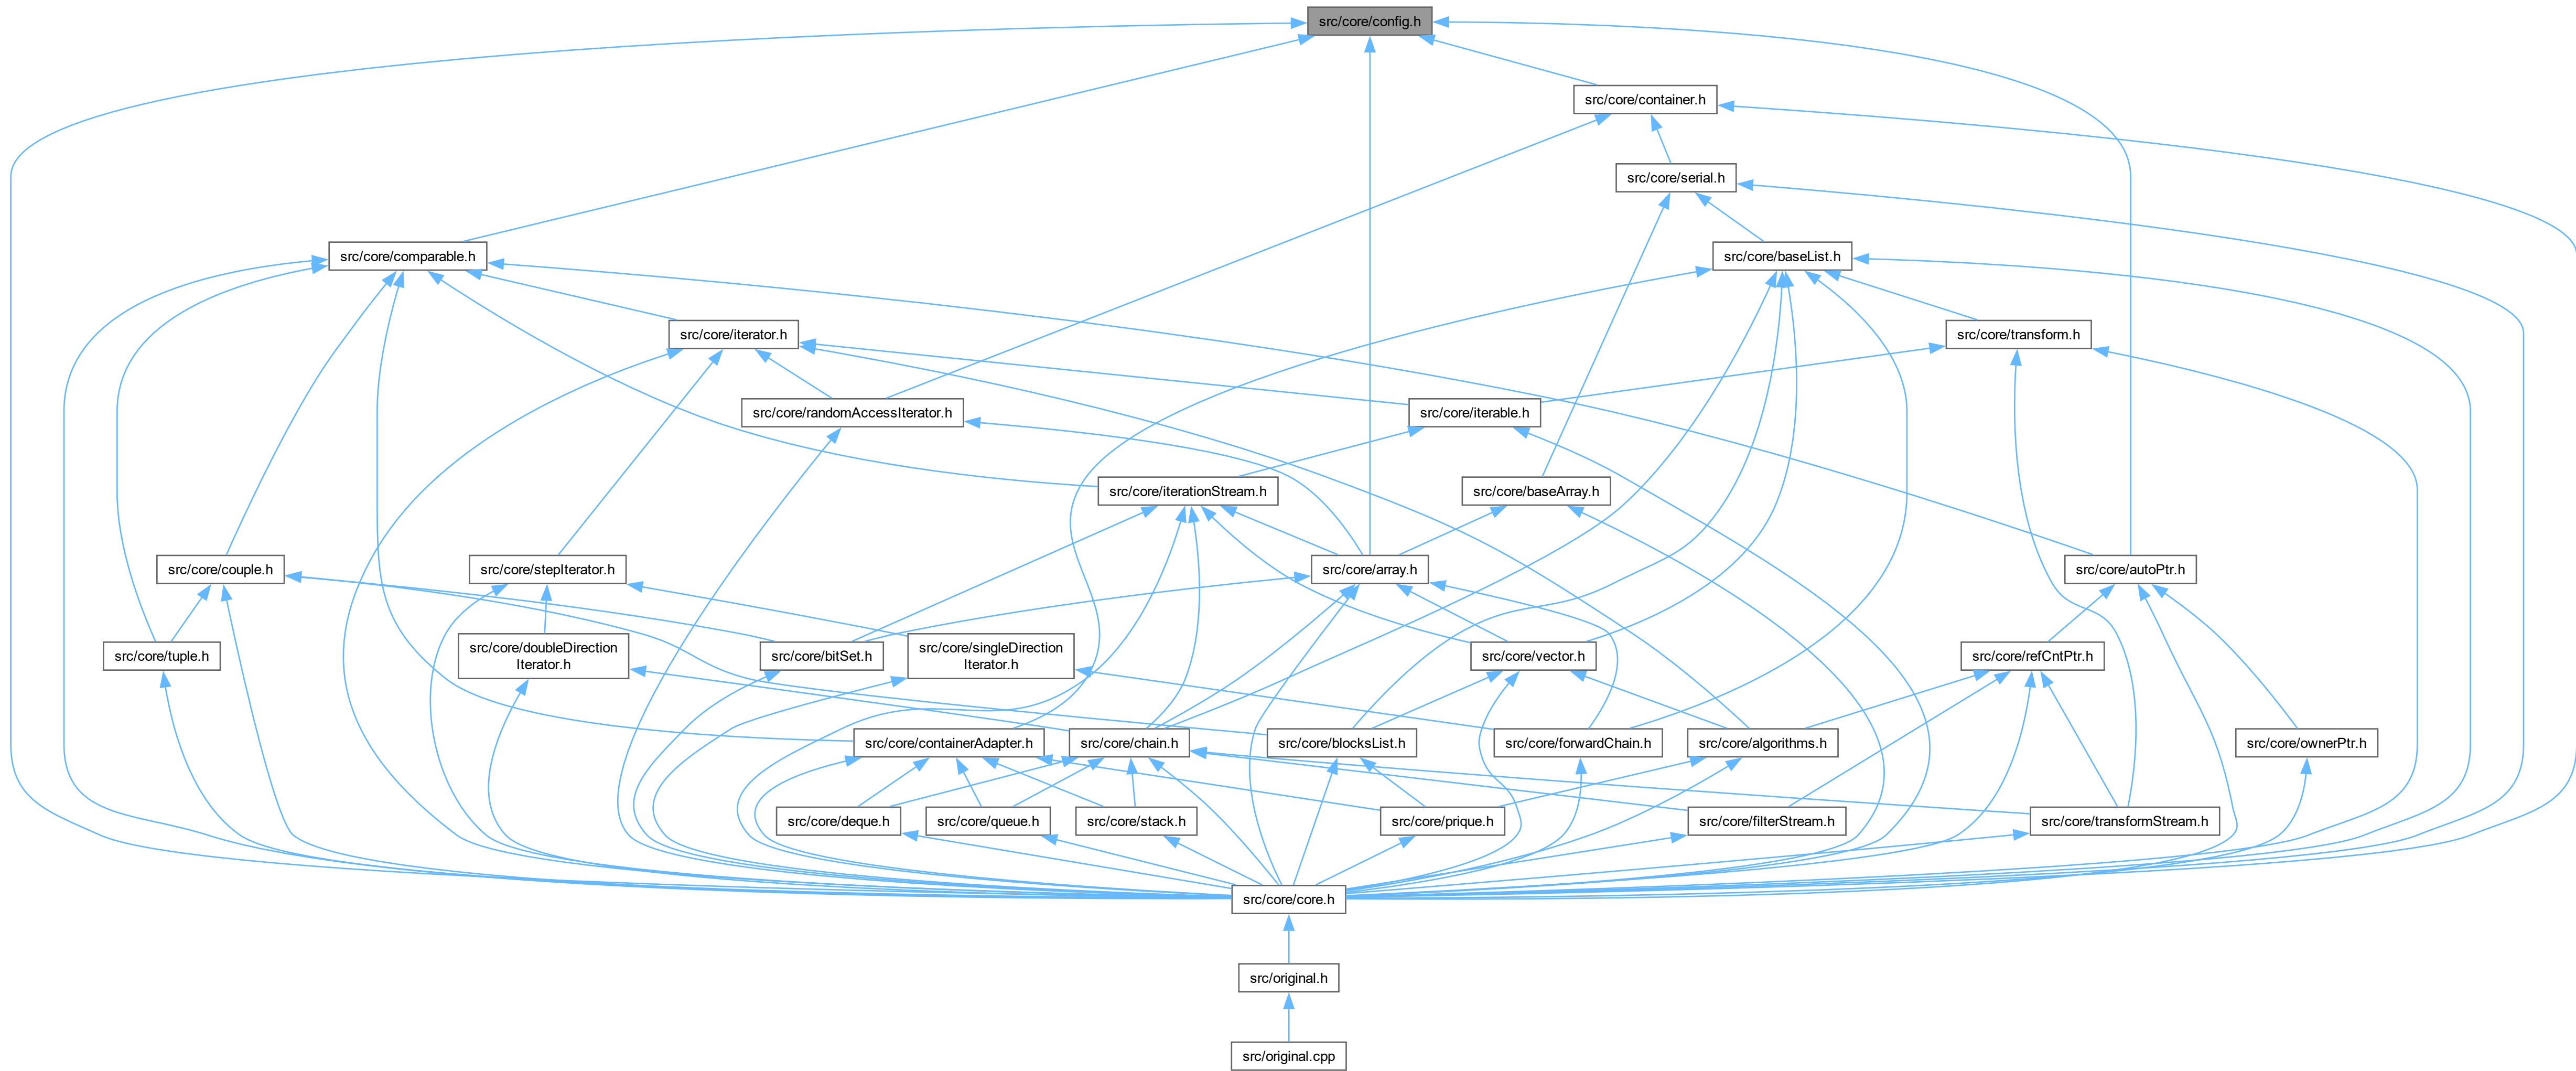 src/core/config.h
src/core/container.h
src/core/serial.h
src/core/comparable.h
src/core/baseList.h
src/core/iterator.h
src/core/transform.h
src/core/randomAccessIterator.h
src/core/iterable.h
src/core/iterationStream.h
src/core/baseArray.h
src/core/couple.h
src/core/stepIterator.h
src/core/array.h
src/core/autoPtr.h
src/core/tuple.h
src/core/doubleDirection
Iterator.h
src/core/bitSet.h
src/core/singleDirection
Iterator.h
src/core/vector.h
src/core/refCntPtr.h
src/core/containerAdapter.h
src/core/chain.h
src/core/blocksList.h
src/core/forwardChain.h
src/core/algorithms.h
src/core/ownerPtr.h
src/core/deque.h
src/core/queue.h
src/core/stack.h
src/core/prique.h
src/core/filterStream.h
src/core/transformStream.h
src/core/core.h
src/original.h
src/original.cpp